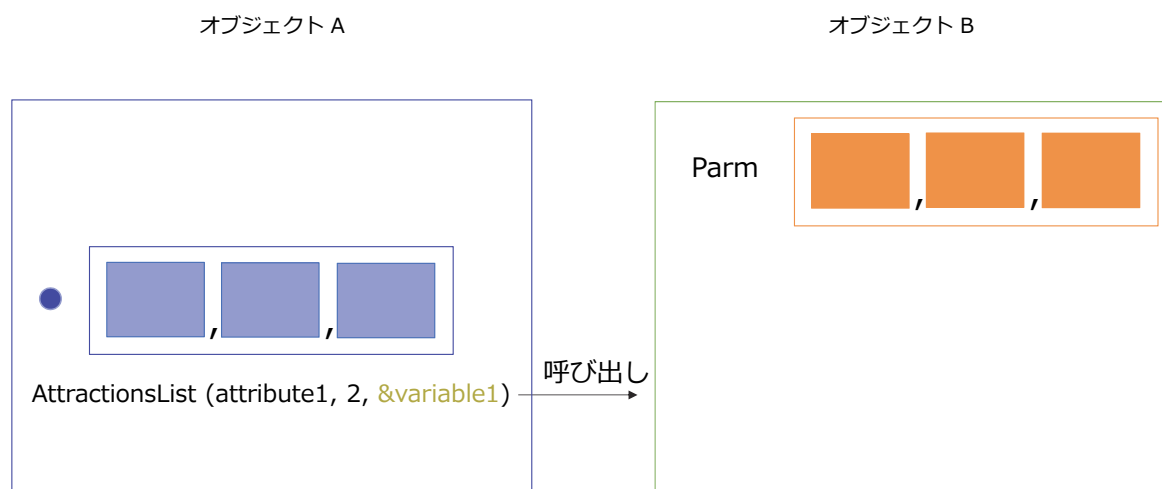 オブジェクト A
オブジェクト B
Parm
, ,
, ,
呼び出し
AttractionsList (attribute1, 2, &variable1)